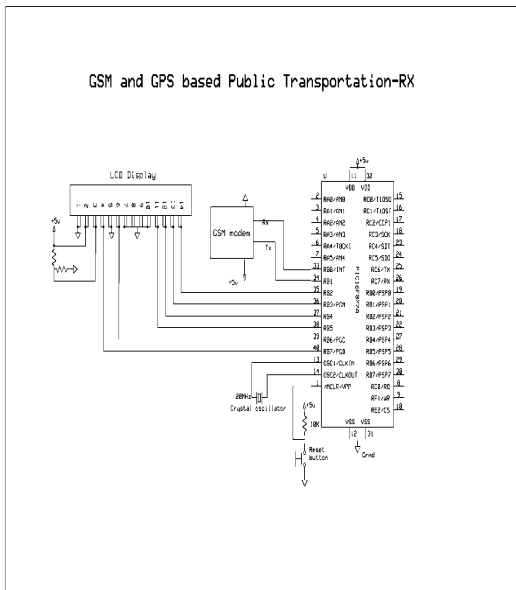 GSM and GPS based Public Transportation-RX
LCD Display
+5v
GSM modem
Rx
Tx
+5v
U
+5v
11 32
VDD VDD
2 RA0/AN0
3 RA1/AN1
4 RA2/AN2
5 RA3/AN3
6 RA4/T0CKI
7 RA5/AN4
33 RB0/INT
34 RB1
35 RB2
36 RB3/PGM
37 RB4
38 RB5
39 RB6/PGC
40 RB7/PGD
13 OSC1/CLKIN
14 OSC2/CLKOUT
1 /MCLR/VPP
PIC16F877A
RC0/T1OSO 15
RC1/T1OSI 16
RC2/CCP1 17
RC3/SCK 18
RC4/SDI 23
RC5/SDO 24
RC6/TX 25
RC7/RX 26
RD0/PSP0 19
RD1/PSP1 20
RD2/PSP2 21
RD3/PSP3 22
RD4/PSP4 27
RD5/PSP5 28
RD6/PSP6 29
RD7/PSP7 30
RE0/RD 8
RE1/WR 9
RE2/CS 10
VSS VSS
12 31
Grnd
20MHz
Crystal oscillator
+5v
10K
Reset
button